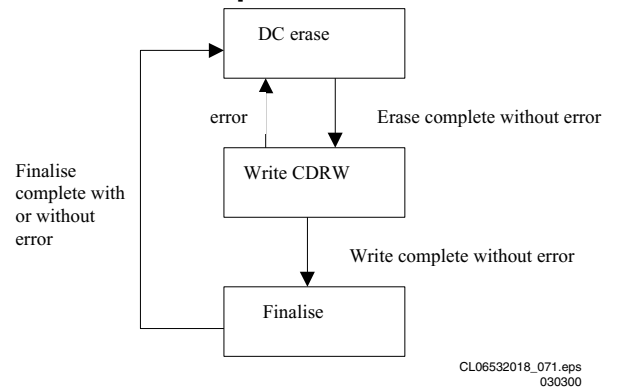 DC erase
error
Erase complete without error
Write CDRW
Finalise
complete with
or without
error
Write complete without error
Finalise
CL06532018_071.eps
030300